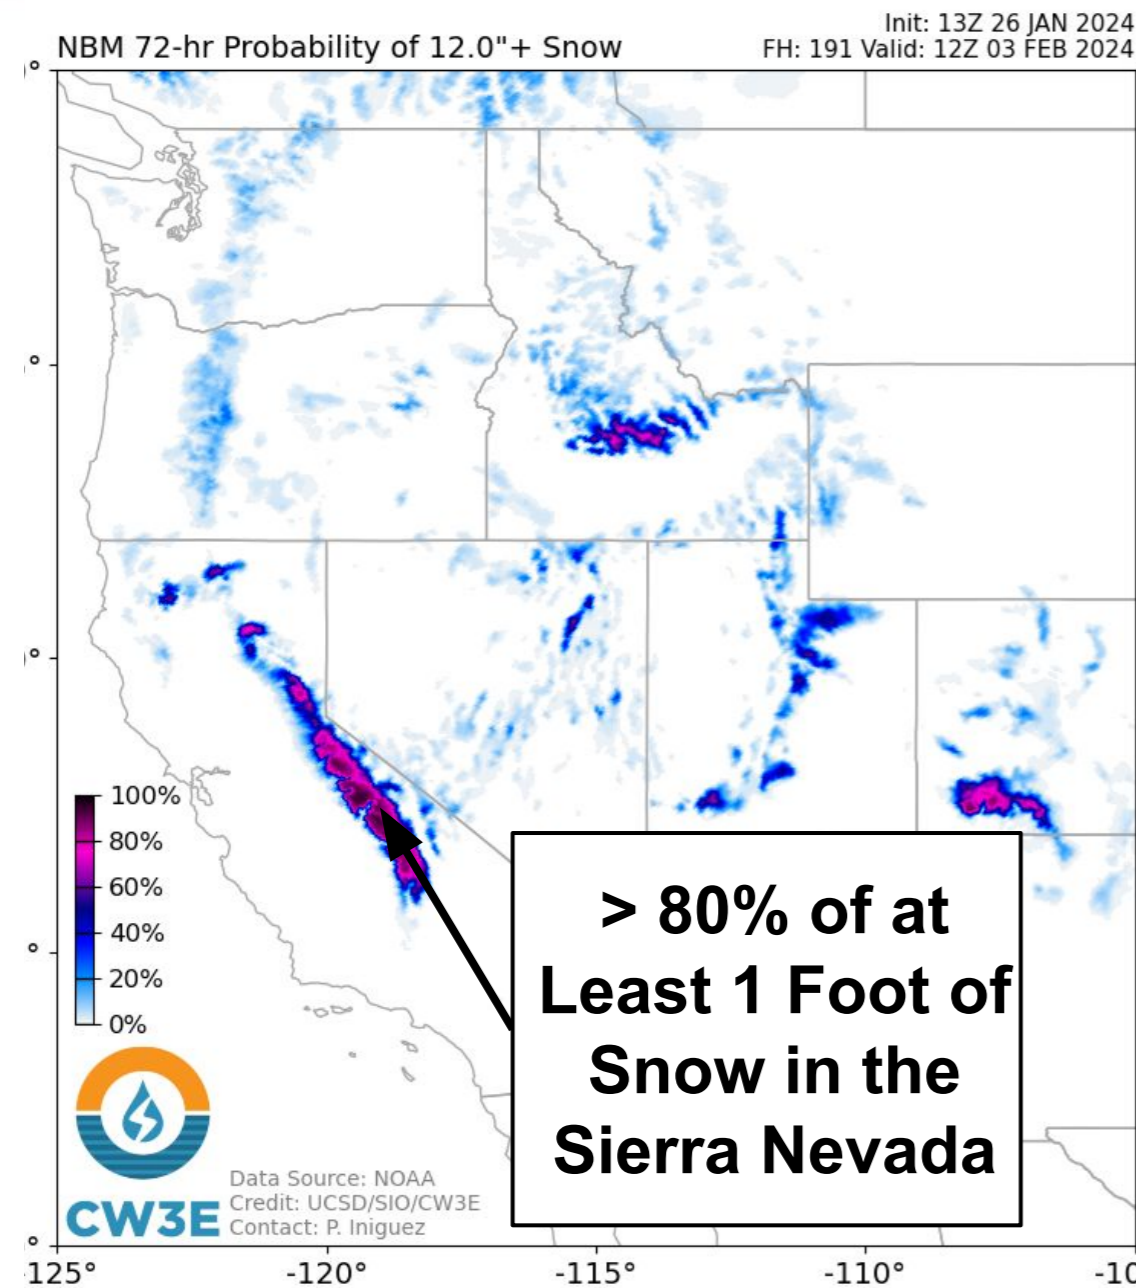 Init: 13Z 26 JAN 2024
NBM 72-hr Probability of 12.0"+ Snow
FH: 191 Valid: 12Z 03 FEB 2024
°
°
°
°
°
100%
80%
60%
40%
20%
0%
> 80% of at
Least 1 Foot of
Snow in the
Sierra Nevada
CW3E
Data Source: NOAA
Credit: UCSD/SIO/CW3E
Contact: P. Iniguez
-125°
-120°
-115°
-110°
-10